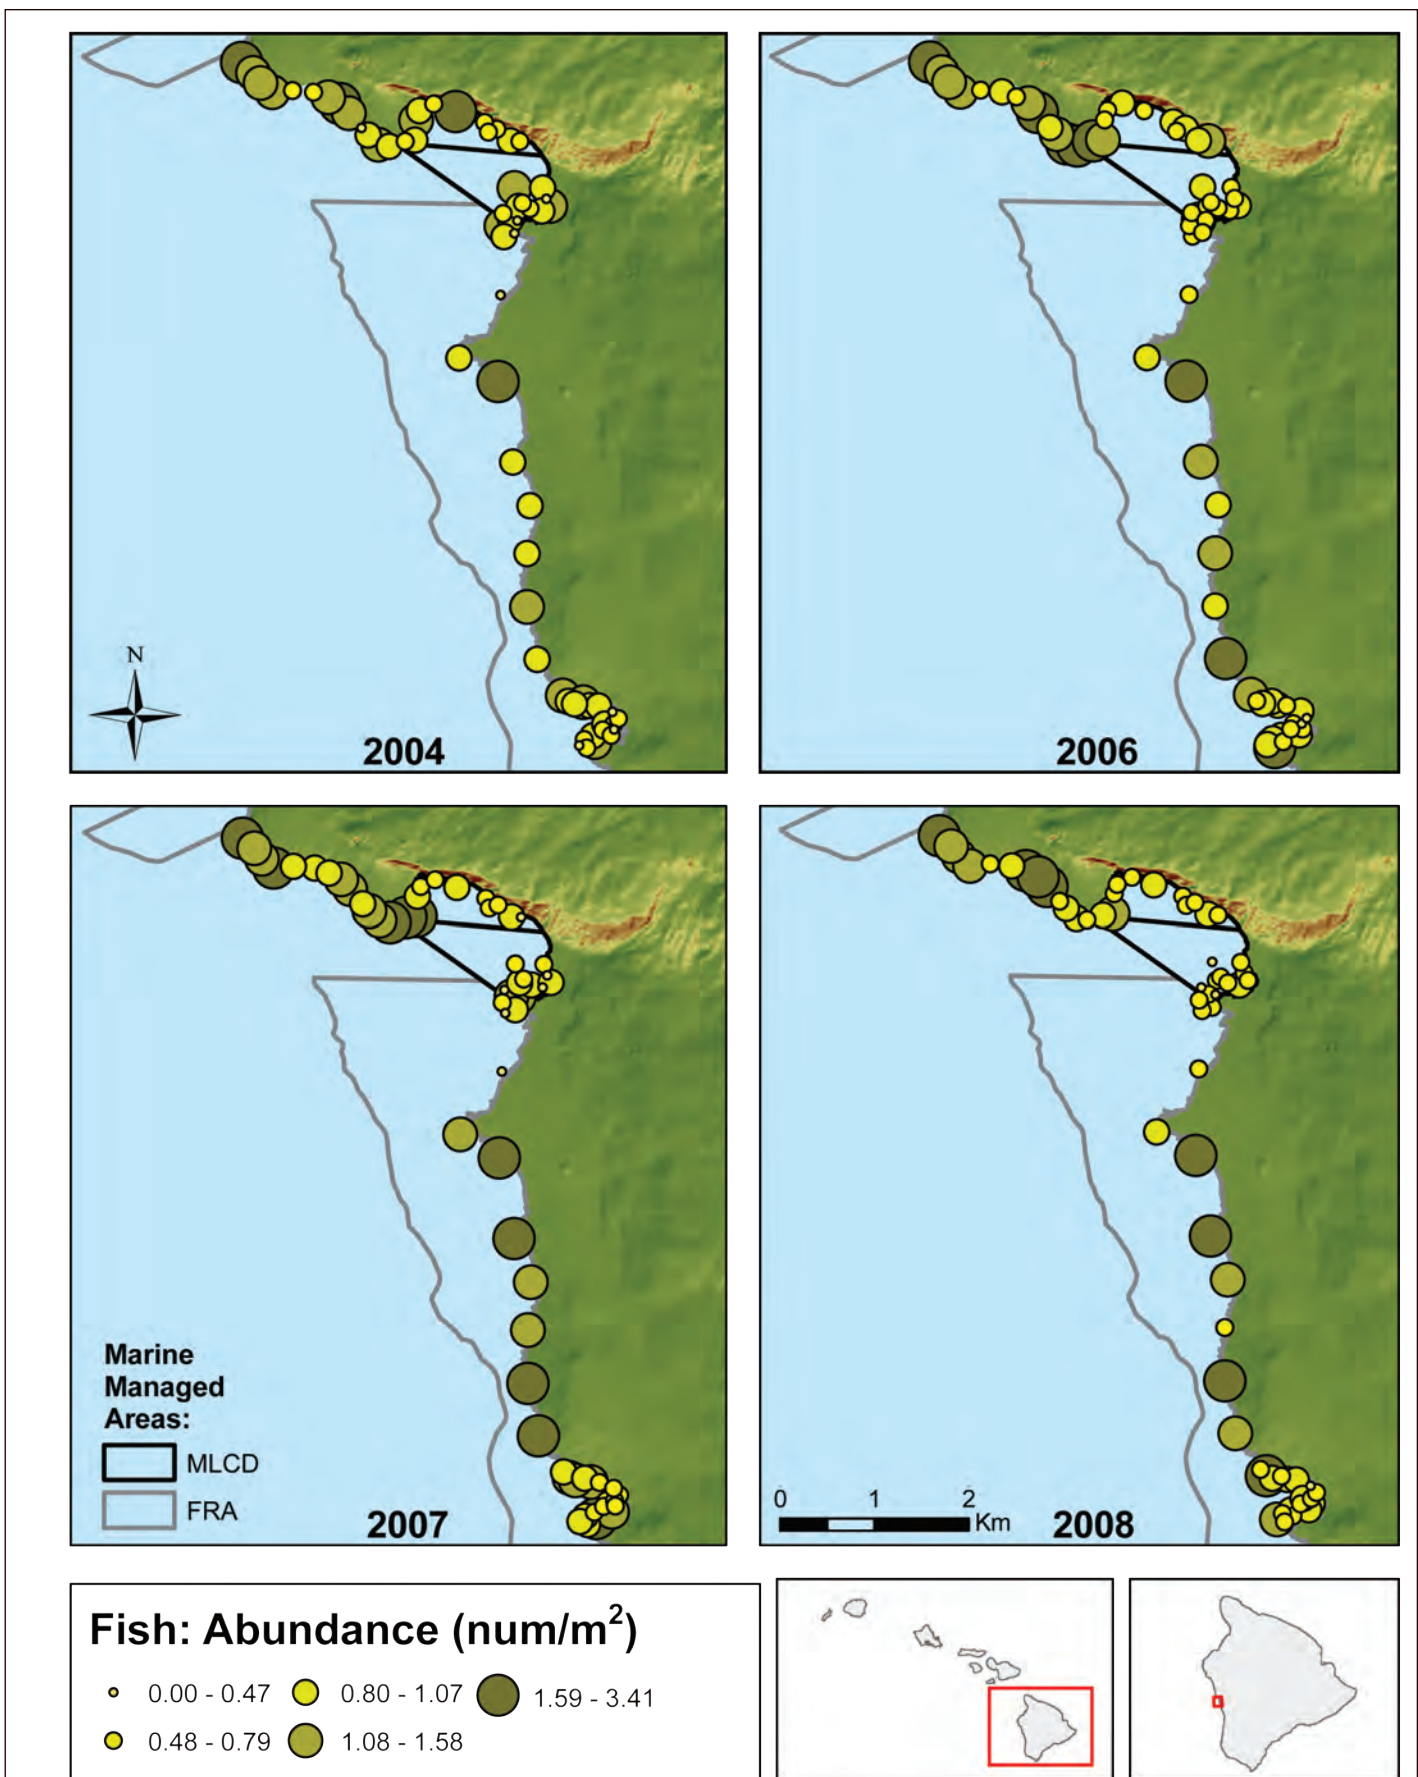 N
2004
2006
Marine
Managed
Areas:
MLCD
FRA
2007
0 1 2
Km
2008
Fish: Abundance (num/m²)
0.00 - 0.47
0.80 - 1.07
1.59 - 3.41
0.48 - 0.79
1.08 - 1.58